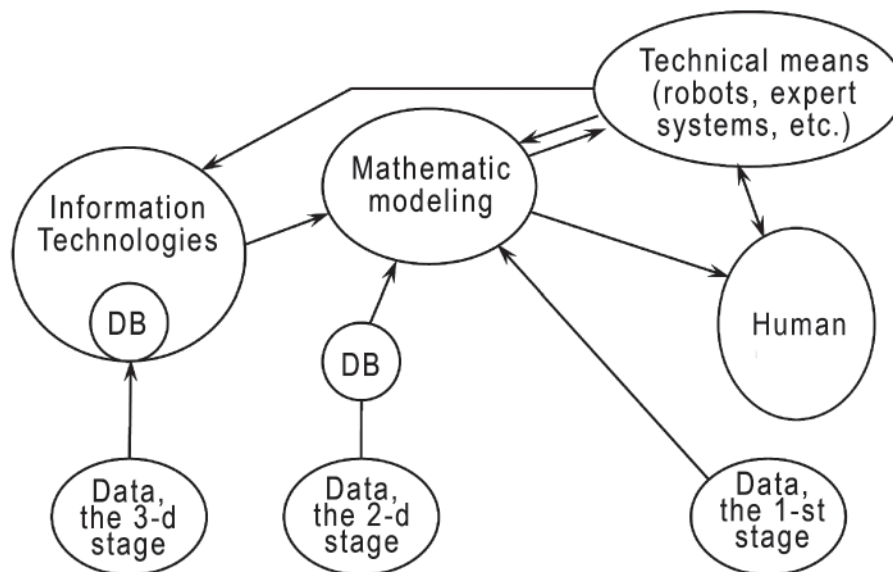 Technical means
(robots, expert
systems, etc.)
Mathematic
modeling
Information
Technologies
DB
Human
DB
Data,
the 3-d
stage
Data,
the 2-d
stage
Data,
the 1-st
stage